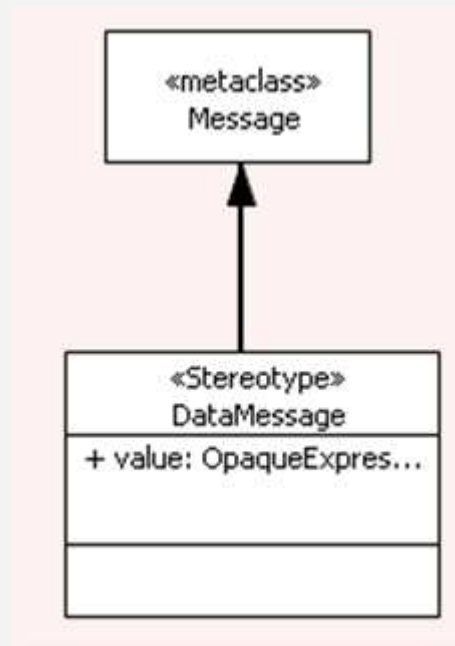 «metaclass»
Message
«Stereotype»
DataMessage
+ value: OpaqueExpres...